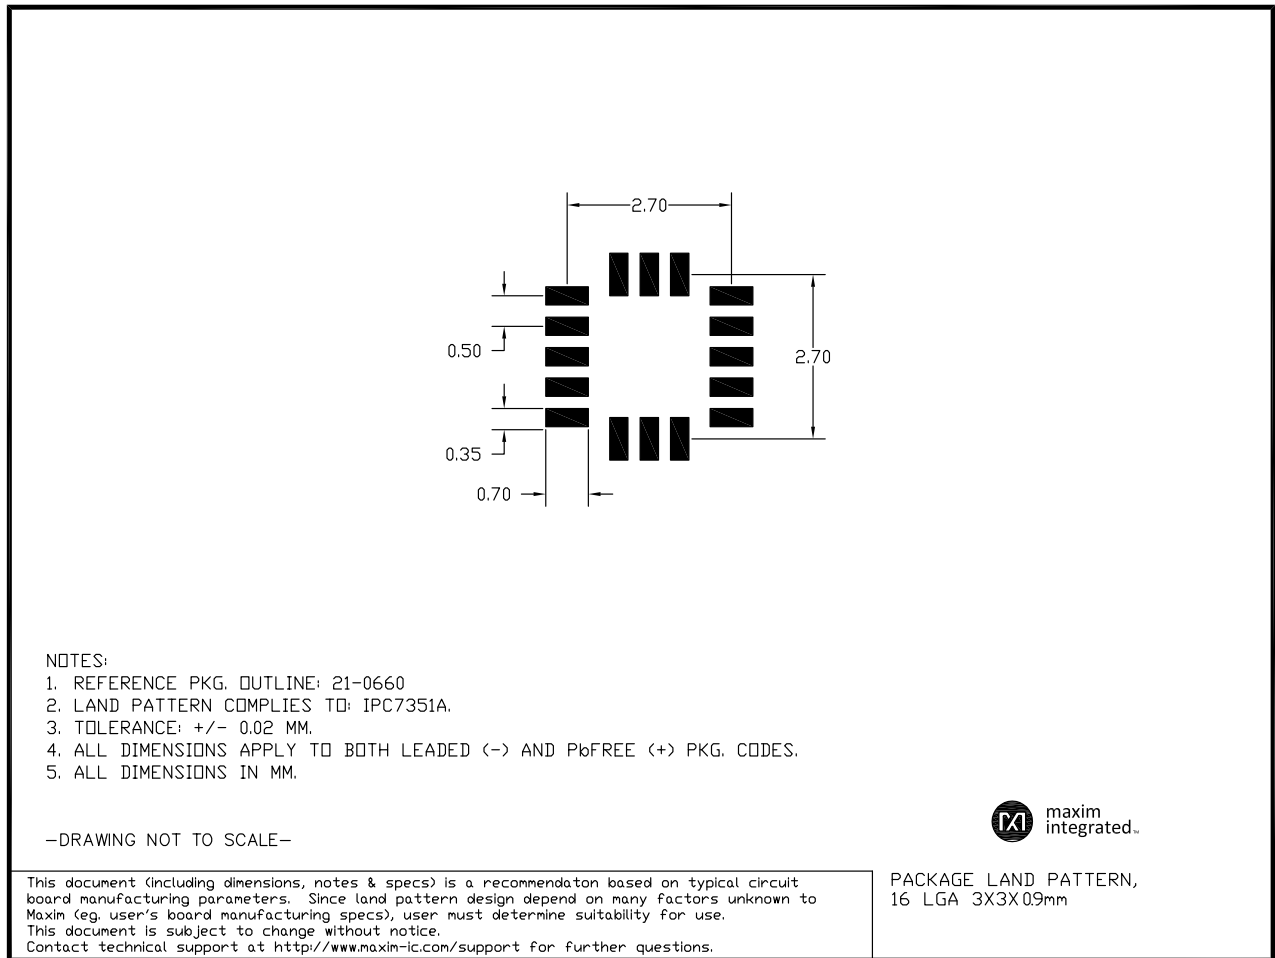 2.70
2.70
0.50
0.35
0.70
NOTES:
1. REFERENCE PKG. OUTLINE: 21-0660
2. LAND PATTERN COMPLIES TO: IPC7351A.
3. TOLERANCE: +/- 0.02 MM.
4. ALL DIMENSIONS APPLY TO BOTH LEADED (-) AND PbFREE (+) PKG. CODES.
5. ALL DIMENSIONS IN MM.
maxim
integrated™
-DRAWING NOT TO SCALE-
This document (including dimensions, notes & specs) is a recommendaton based on typical circuit
board manufacturing parameters. Since land pattern design depend on many factors unknown to
Maxim (eg. user's board manufacturing specs), user must determine suitability for use.
This document is subject to change without notice.
Contact technical support at http://www.maxim-ic.com/support for further questions.
PACKAGE LAND PATTERN,
16 LGA 3X3X0.9mm